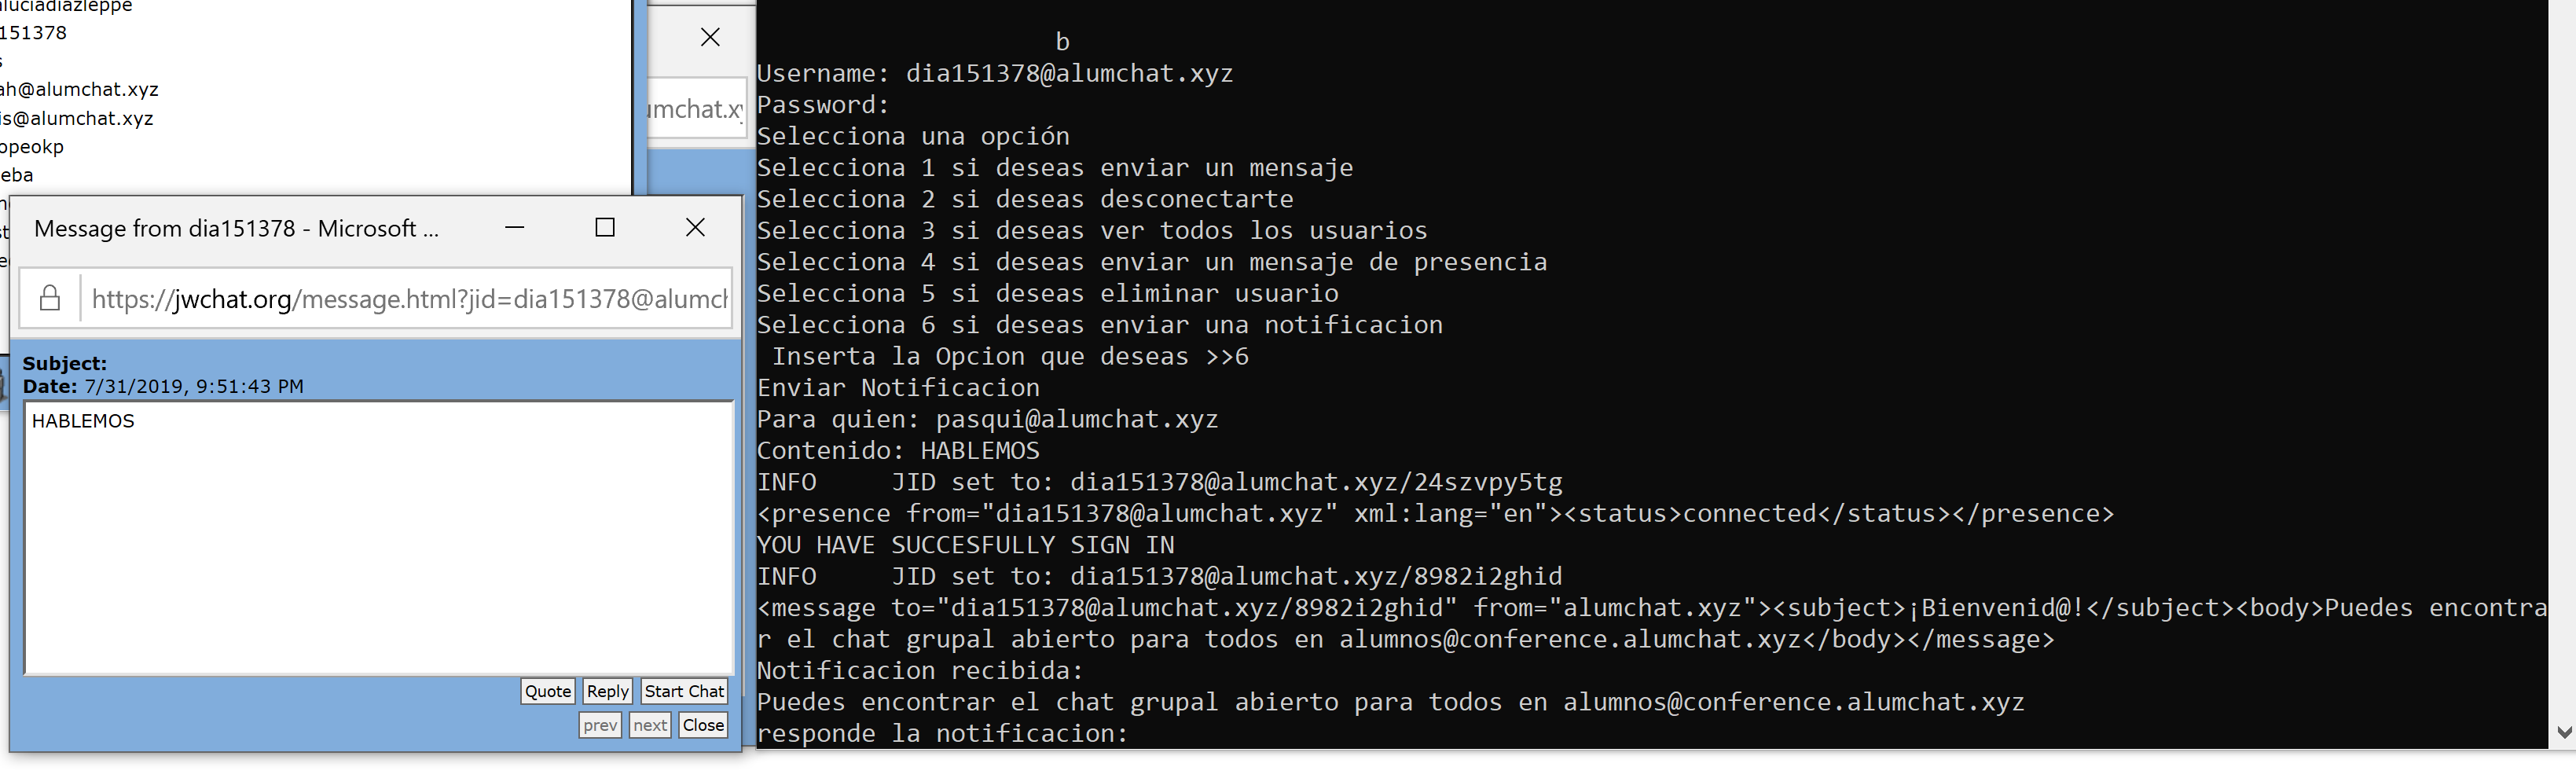 luciadiazleppe
151378
s
ah@alumchat.xyz
is@alumchat.xyz
opeokp
eba
umchat.xy
Message from dia151378 - Microsoft ...
https://jwchat.org/message.html?jid=dia151378@alumch
Subject:
Date: 7/31/2019, 9:51:43 PM
HABLEMOS
Quote Reply Start Chat
prev next Close
b
Username: dia151378@alumchat.xyz
Password:
Selecciona una opción
Selecciona 1 si deseas enviar un mensaje
Selecciona 2 si deseas desconectarte
Selecciona 3 si deseas ver todos los usuarios
Selecciona 4 si deseas enviar un mensaje de presencia
Selecciona 5 si deseas eliminar usuario
Selecciona 6 si deseas enviar una notificacion
Inserta la Opcion que deseas >>6
Enviar Notificacion
Para quien: pasqui@alumchat.xyz
Contenido: HABLEMOS
INFO     JID set to: dia151378@alumchat.xyz/24szvpy5tg
<presence from="dia151378@alumchat.xyz" xml:lang="en"><status>connected</status></presence>
YOU HAVE SUCCESFULLY SIGN IN
INFO     JID set to: dia151378@alumchat.xyz/8982i2ghid
<message to="dia151378@alumchat.xyz/8982i2ghid" from="alumchat.xyz"><subject>¡Bienvenid@!</subject><body>Puedes encontra
r el chat grupal abierto para todos en alumnos@conference.alumchat.xyz</body></message>
Notificacion recibida:
Puedes encontrar el chat grupal abierto para todos en alumnos@conference.alumchat.xyz
responde la notificacion: